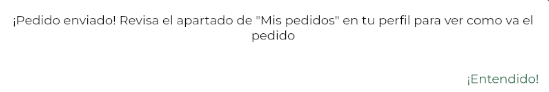 ¡Pedido enviado! Revisa el apartado de "Mis pedidos" en tu perfil para ver como va el
pedido
¡Entendido!